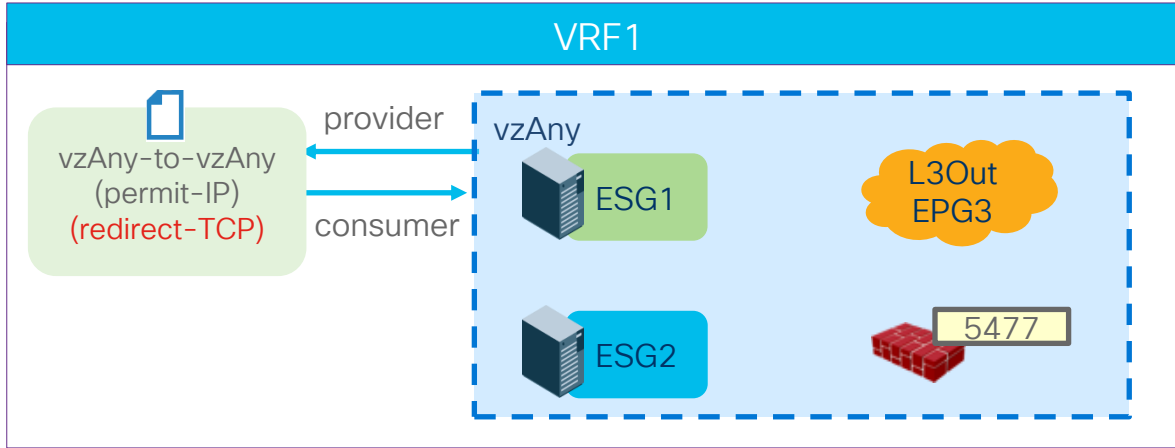 VRF1
provider
vzAny-to-vzAny
(permit-IP)
(redirect-TCP)
consumer
vzAny
ESG1
L3Out
EPG3
ESG2
5477